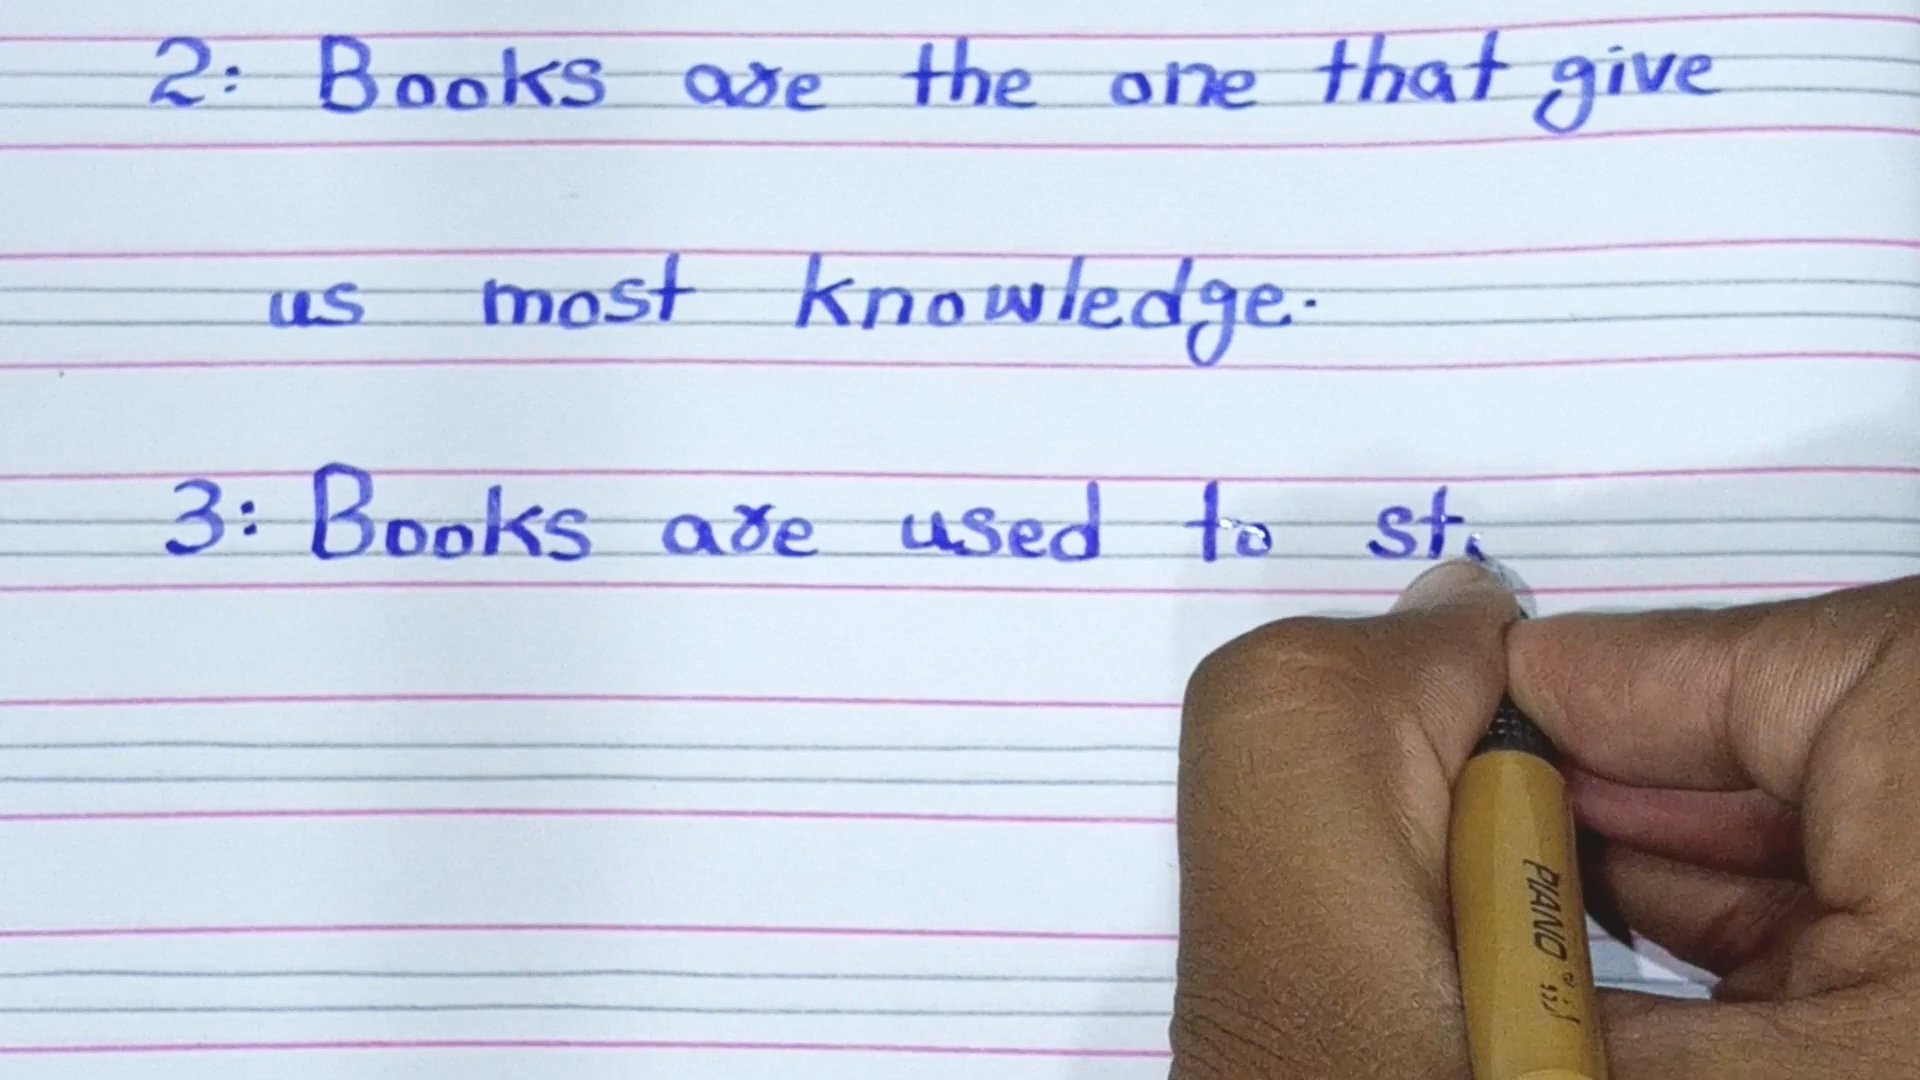 2: Books are the one that give
us most knowledge.
3: Books are used to st
PIANO